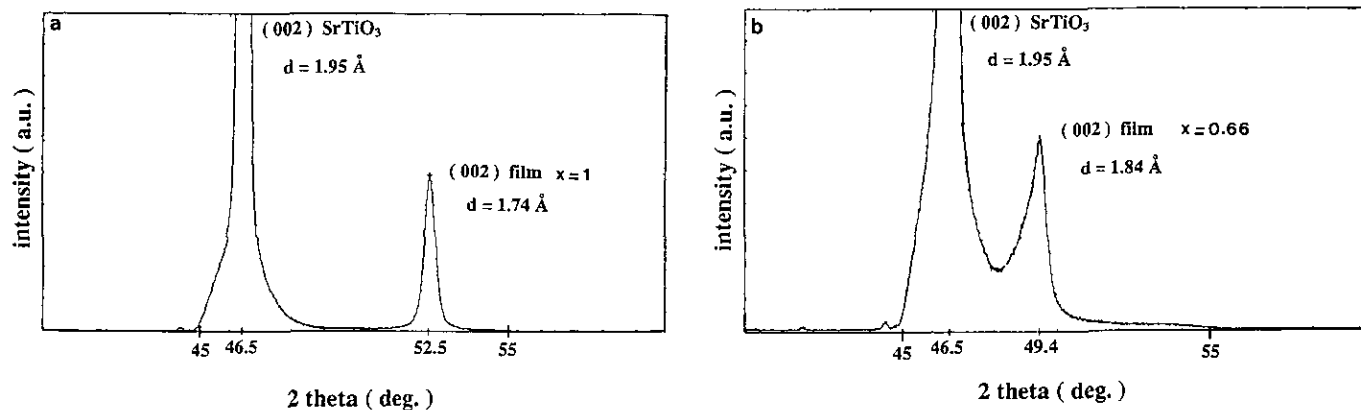 a
(002) SrTiO₃
d = 1.95 Å
(002) film x=1
d = 1.74 Å
intensity (a.u.)
45 46.5 52.5 55
2 theta (deg.)
b
(002) SrTiO₃
d = 1.95 Å
(002) film x=0.66
d = 1.84 Å
intensity (a.u.)
45 46.5 49.4 55
2 theta (deg.)